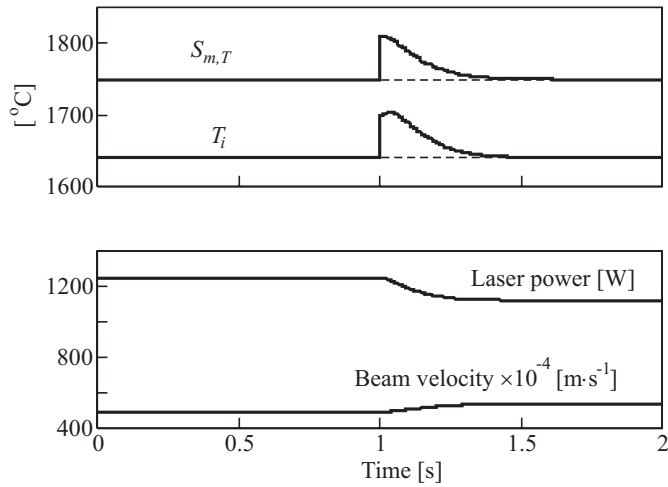 1800
S_{m,T}
1700
T_i
1600
[ °C]
1200
Laser power [W]
800
Beam velocity ×10^{-4} [m·s^{-1}]
400
0
0.5
1
1.5
2
Time [s]